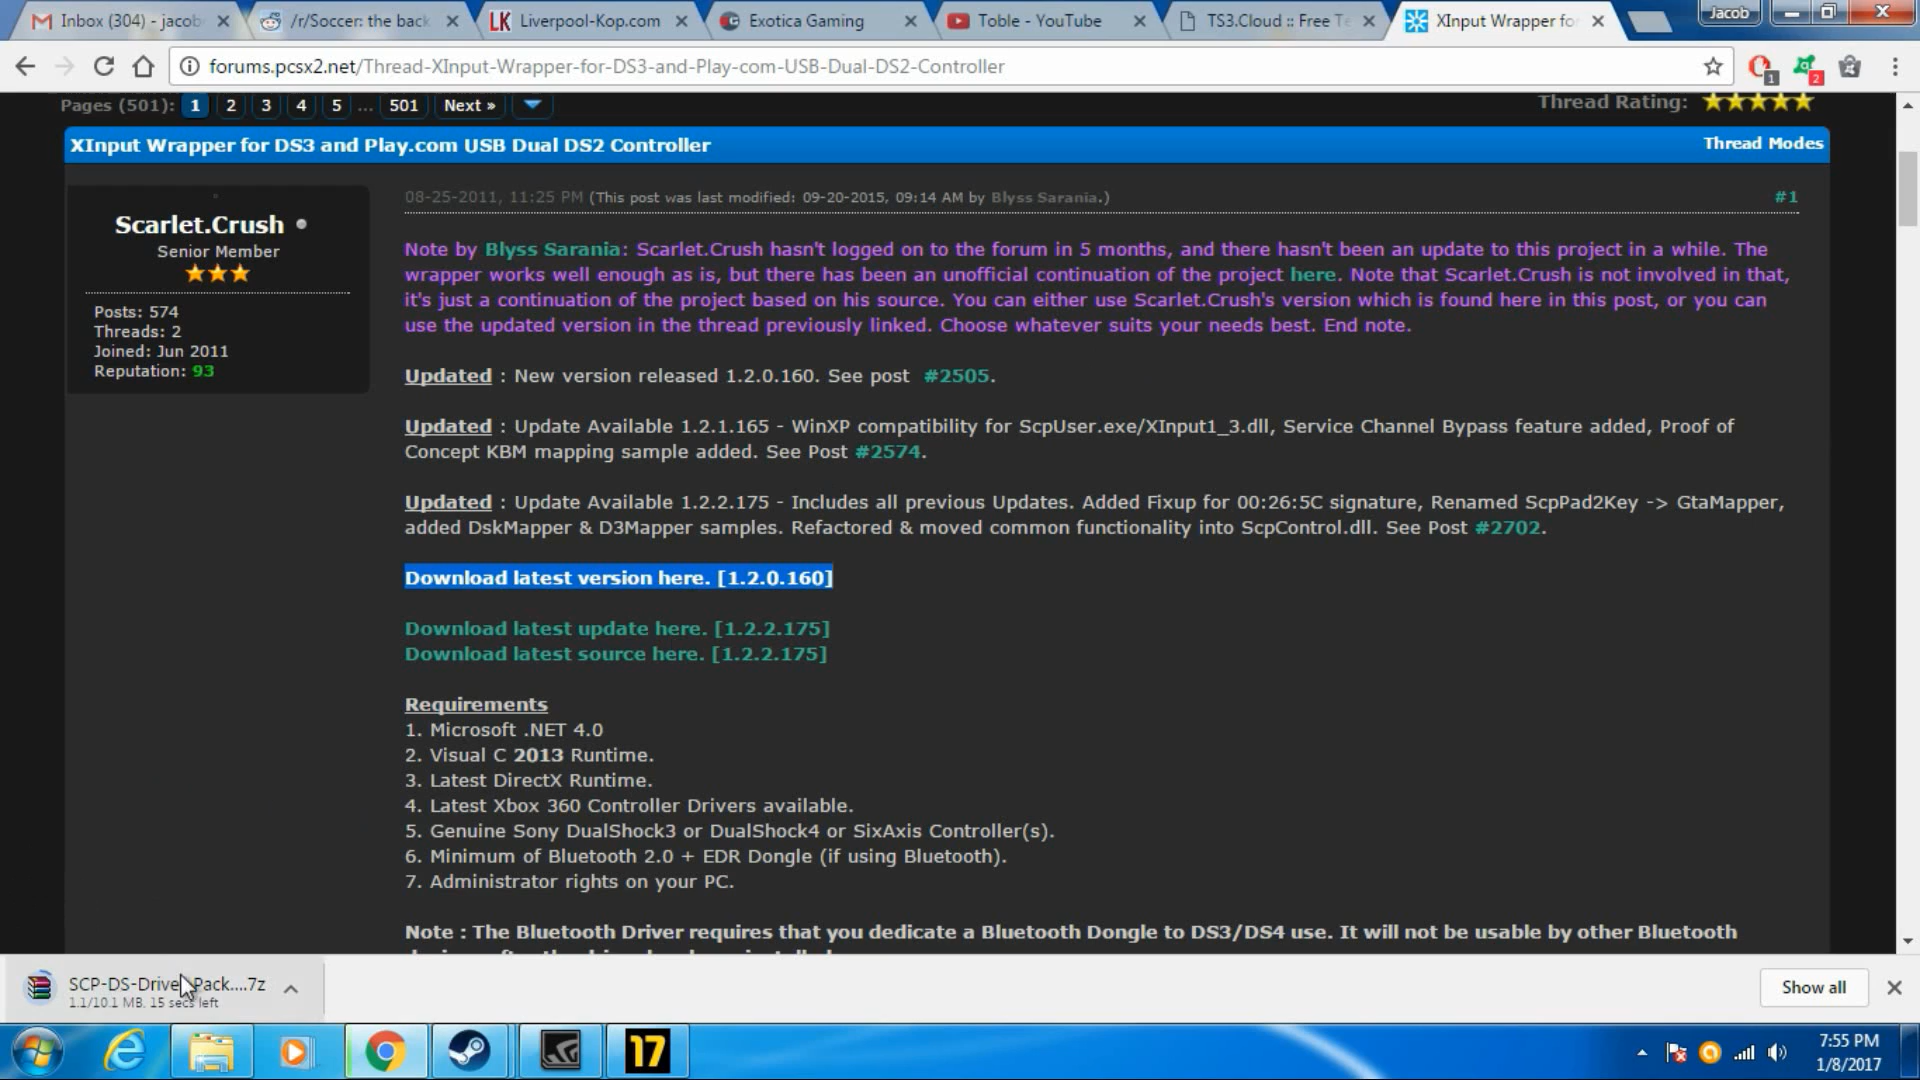 Inbox (304) - jacob
/r/Soccer: the back
Liverpool-Kop.com
Exotica Gaming
Toble - YouTube
TS3.Cloud :: Free Te
XInput Wrapper for
Jacob
forums.pcsx2.net/Thread-XInput-Wrapper-for-DS3-and-Play-com-USB-Dual-DS2-Controller
1
2
Pages (501): 1 2 3 4 5 ... 501 Next »
Thread Rating:
XInput Wrapper for DS3 and Play.com USB Dual DS2 Controller
Thread Modes
Scarlet.Crush
Senior Member
Posts: 574
Threads: 2
Joined: Jun 2011
Reputation: 93
08-25-2011, 11:25 PM (This post was last modified: 09-20-2015, 09:14 AM by Blyss Sarania.)
#1
Note by Blyss Sarania: Scarlet.Crush hasn't logged on to the forum in 5 months, and there hasn't been an update to this project in a while. The
wrapper works well enough as is, but there has been an unofficial continuation of the project here. Note that Scarlet.Crush is not involved in that,
it's just a continuation of the project based on his source. You can either use Scarlet.Crush's version which is found here in this post, or you can
use the updated version in the thread previously linked. Choose whatever suits your needs best. End note.
Updated : New version released 1.2.0.160. See post #2505.
Updated : Update Available 1.2.1.165 - WinXP compatibility for ScpUser.exe/XInput1_3.dll, Service Channel Bypass feature added, Proof of
Concept KBM mapping sample added. See Post #2574.
Updated : Update Available 1.2.2.175 - Includes all previous Updates. Added Fixup for 00:26:5C signature, Renamed ScpPad2Key -> GtaMapper,
added DskMapper & D3Mapper samples. Refactored & moved common functionality into ScpControl.dll. See Post #2702.
Download latest version here. [1.2.0.160]
Download latest update here. [1.2.2.175]
Download latest source here. [1.2.2.175]
Requirements
1. Microsoft .NET 4.0
2. Visual C 2013 Runtime.
3. Latest DirectX Runtime.
4. Latest Xbox 360 Controller Drivers available.
5. Genuine Sony DualShock3 or DualShock4 or SixAxis Controller(s).
6. Minimum of Bluetooth 2.0 + EDR Dongle (if using Bluetooth).
7. Administrator rights on your PC.
Note : The Bluetooth Driver requires that you dedicate a Bluetooth Dongle to DS3/DS4 use. It will not be usable by other Bluetooth
SCP-DS-Driver-Pack....7z
1.1/10.1 MB, 15 secs left
Show all
17
7:55 PM
1/8/2017